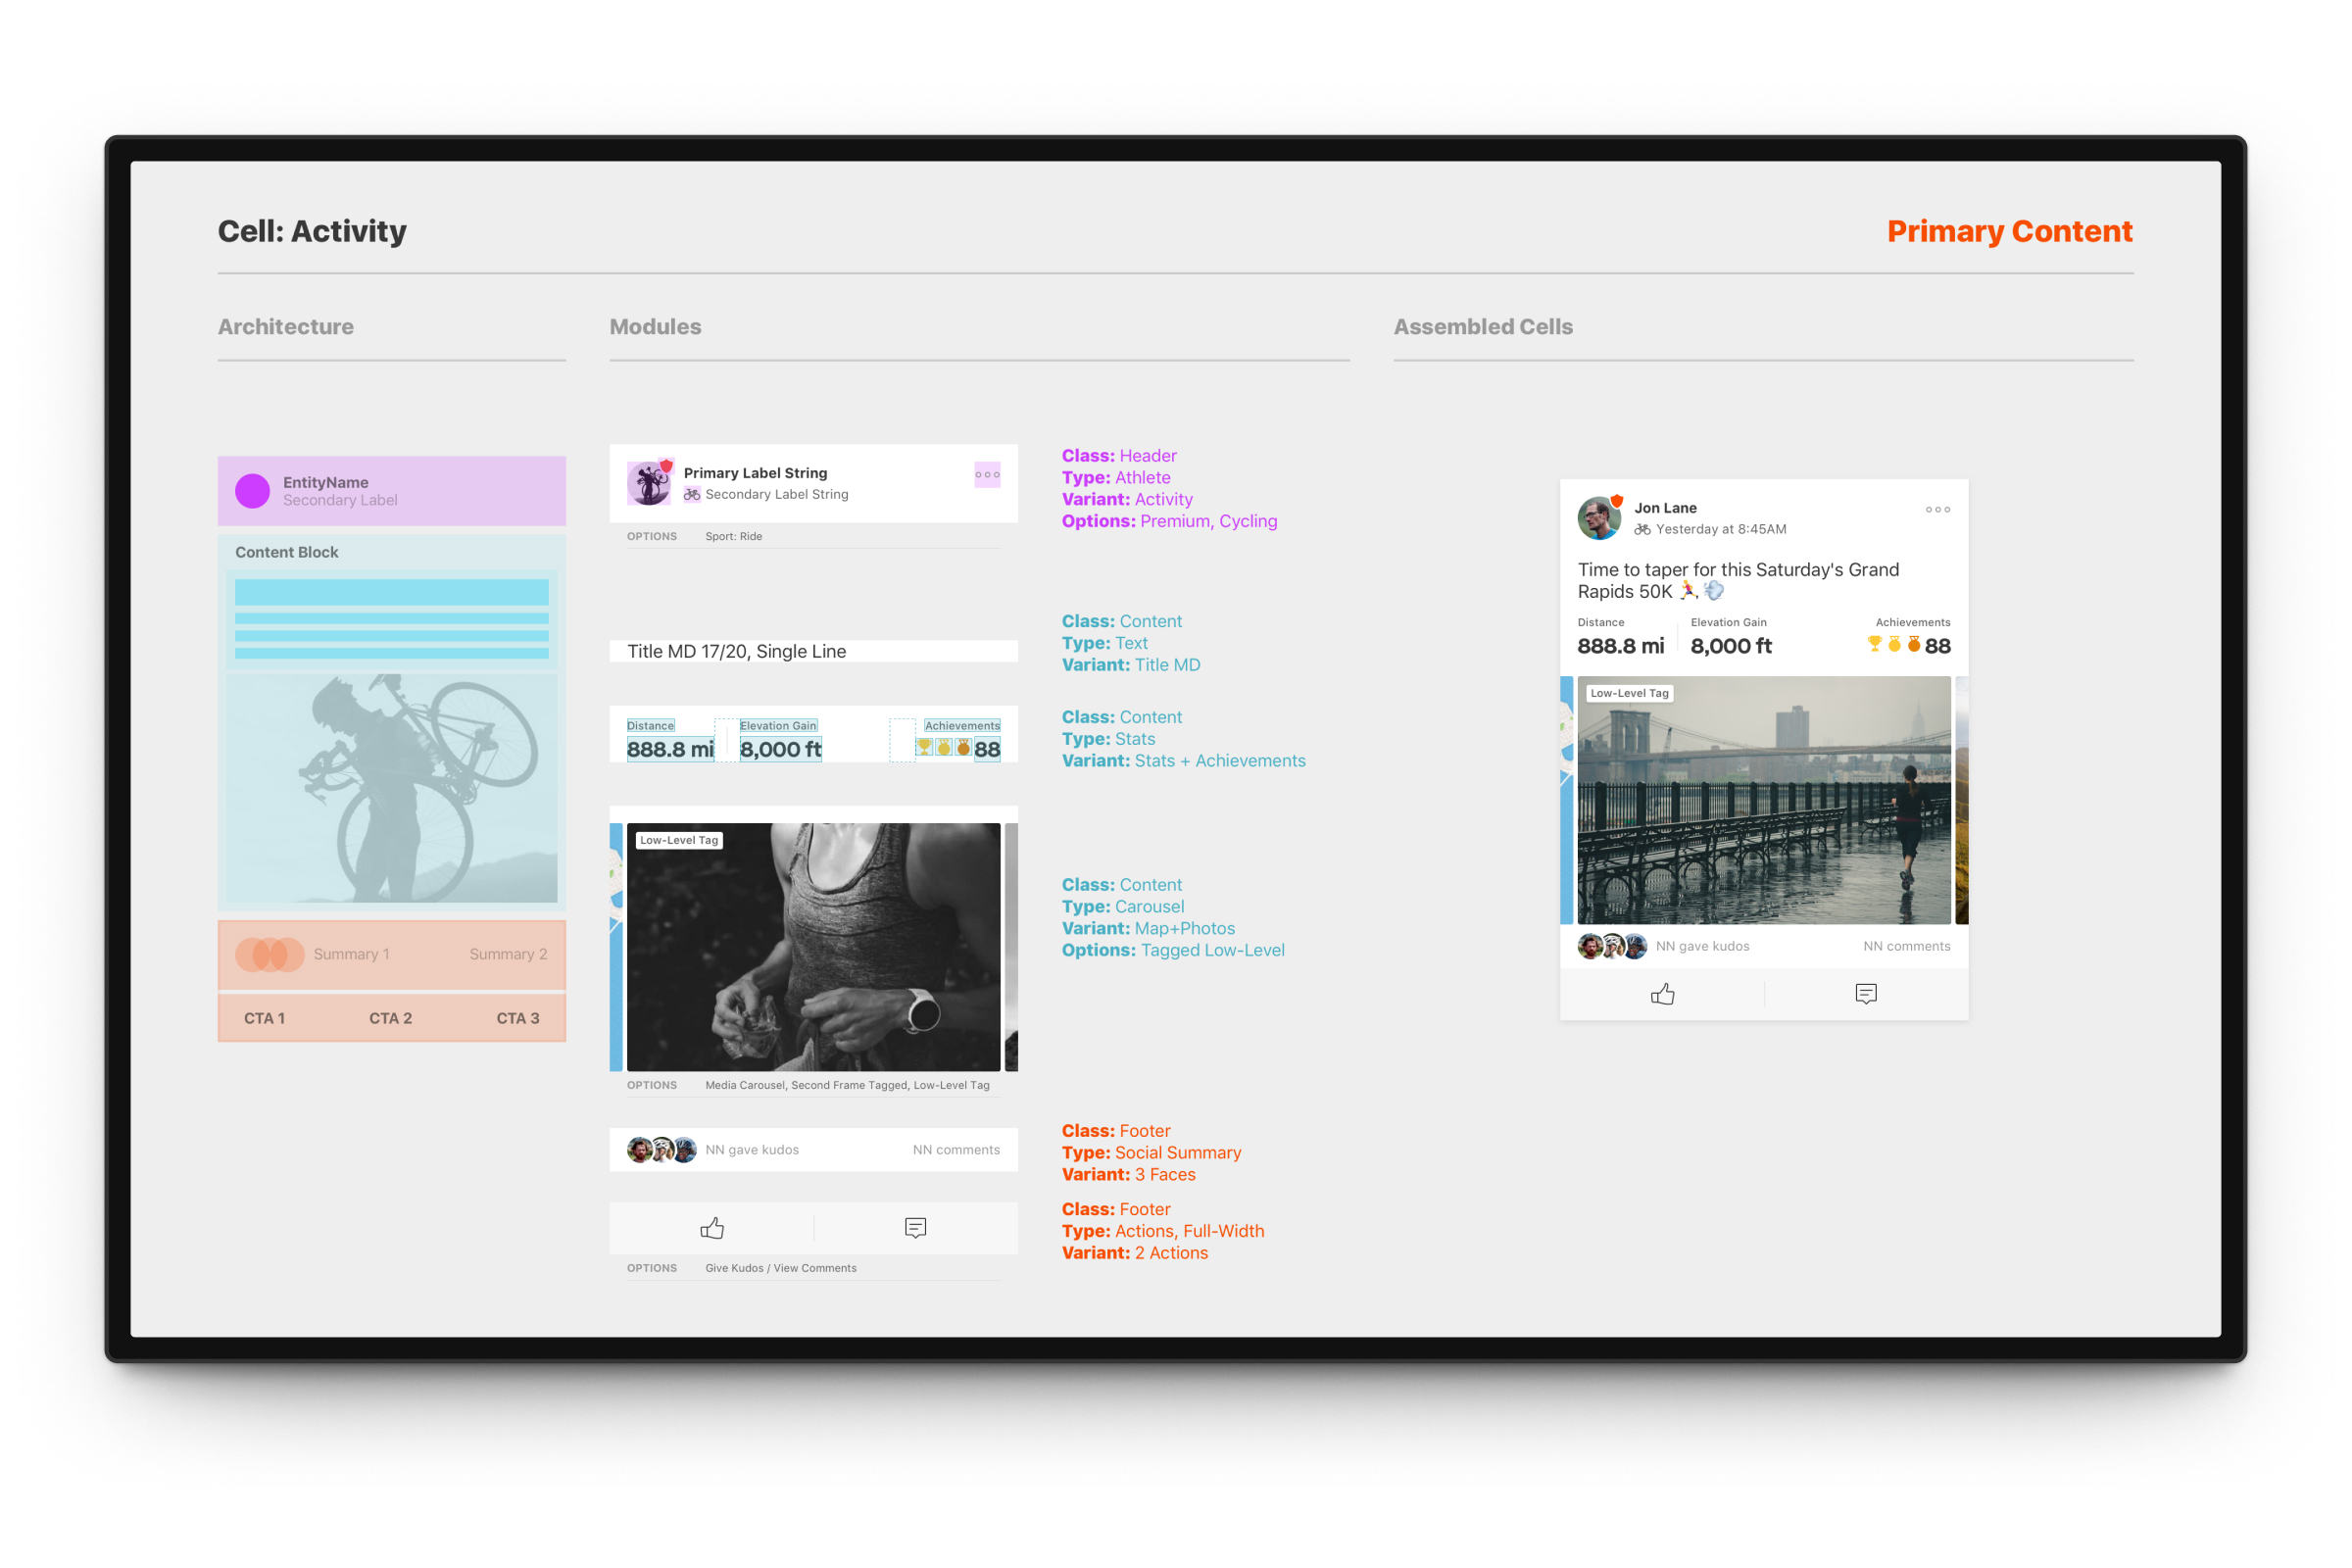 Cell: Activity
Primary Content
Architecture
Modules
Assembled Cells
EntityName
Secondary Label
Content Block
Summary 1
Summary 2
CTA 1
CTA 2
CTA 3
Primary Label String
Secondary Label String
OPTIONS
Sport: Ride
Title MD 17/20, Single Line
Distance
Elevation Gain
Achievements
888.8 mi
8,000 ft
88
Low-Level Tag
OPTIONS
Media Carousel, Second Frame Tagged, Low-Level Tag
NN gave kudos
NN comments
OPTIONS
Give Kudos / View Comments
Class: Header
Type: Athlete
Variant: Activity
Options: Premium, Cycling
Class: Content
Type: Text
Variant: Title MD
Class: Content
Type: Stats
Variant: Stats + Achievements
Class: Content
Type: Carousel
Variant: Map+Photos
Options: Tagged Low-Level
Class: Footer
Type: Social Summary
Variant: 3 Faces
Class: Footer
Type: Actions, Full-Width
Variant: 2 Actions
Jon Lane
Yesterday at 8:45AM
Time to taper for this Saturday's Grand
Rapids 50K 🏃‍♀️💨
Distance
Elevation Gain
Achievements
888.8 mi
8,000 ft
88
Low-Level Tag
NN gave kudos
NN comments